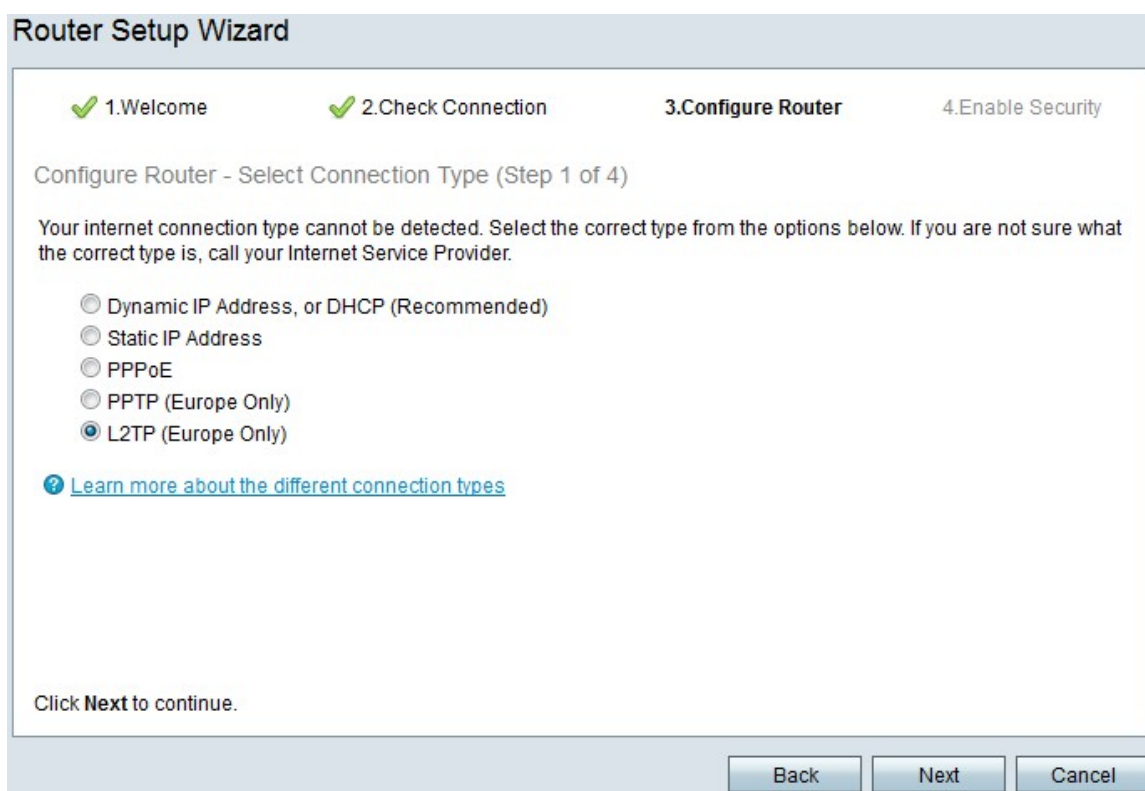 Router Setup Wizard
1.Welcome
2.Check Connection
3.Configure Router
4.Enable Security
Configure Router - Select Connection Type (Step 1 of 4)
Your internet connection type cannot be detected. Select the correct type from the options below. If you are not sure what
the correct type is, call your Internet Service Provider.
Dynamic IP Address, or DHCP (Recommended)
Static IP Address
PPPoE
PPTP (Europe Only)
L2TP (Europe Only)
? Learn more about the different connection types
Click Next to continue.
Back
Next
Cancel